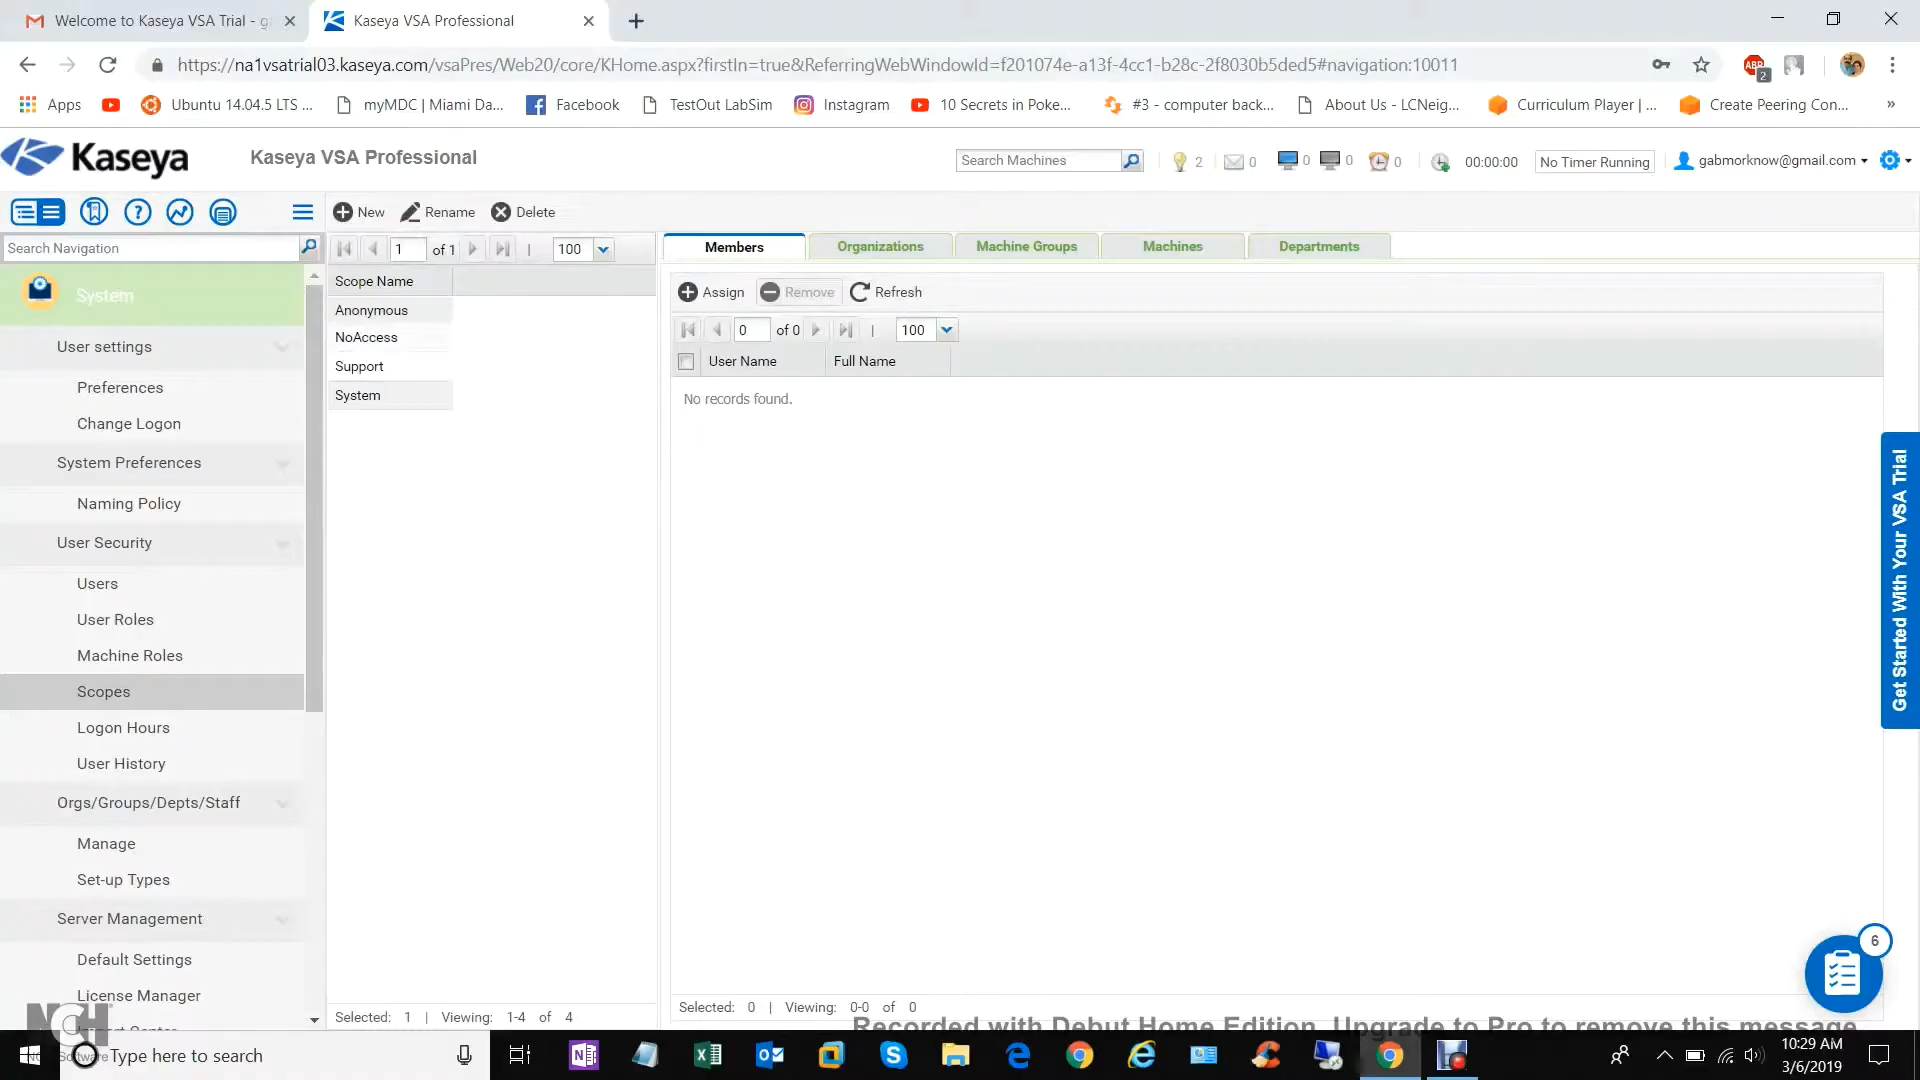 Welcome to Kaseya VSA Trial - g
Kaseya VSA Professional
https://na1vsatrial03.kaseya.com/vsaPres/Web20/core/KHome.aspx?firstIn=true&ReferringWebWindowId=f201074e-a13f-4cc1-b28c-2f8030b5ded5#navigation:10011
ABP 2
Apps
Ubuntu 14.04.5 LTS ...
myMDC | Miami Da...
Facebook
TestOut LabSim
Instagram
10 Secrets in Poke...
#3 - computer back...
About Us - LCNeig...
Curriculum Player | ...
Create Peering Con...
»
Kaseya
Kaseya VSA Professional
Search Machines
2
0
0
0
0
00:00:00
No Timer Running
gabmorknow@gmail.com
New
Rename
Delete
Search Navigation
1 of 1 | 100
Members
Organizations
Machine Groups
Machines
Departments
System
User settings
Preferences
Change Logon
System Preferences
Naming Policy
User Security
Users
User Roles
Machine Roles
Scopes
Logon Hours
User History
Orgs/Groups/Depts/Staff
Manage
Set-up Types
Server Management
Default Settings
License Manager
Scope Name
Anonymous
NoAccess
Support
System
Selected: 1 | Viewing: 1-4 of 4
Assign
Remove
Refresh
0 of 0 | 100
User Name
Full Name
No records found.
Selected: 0 | Viewing: 0-0 of 0
Get Started With Your VSA Trial
6
Recorded with Debut Home Edition. Upgrade to Pro to remove this message
NCH
Software
Type here to search
10:29 AM
3/6/2019